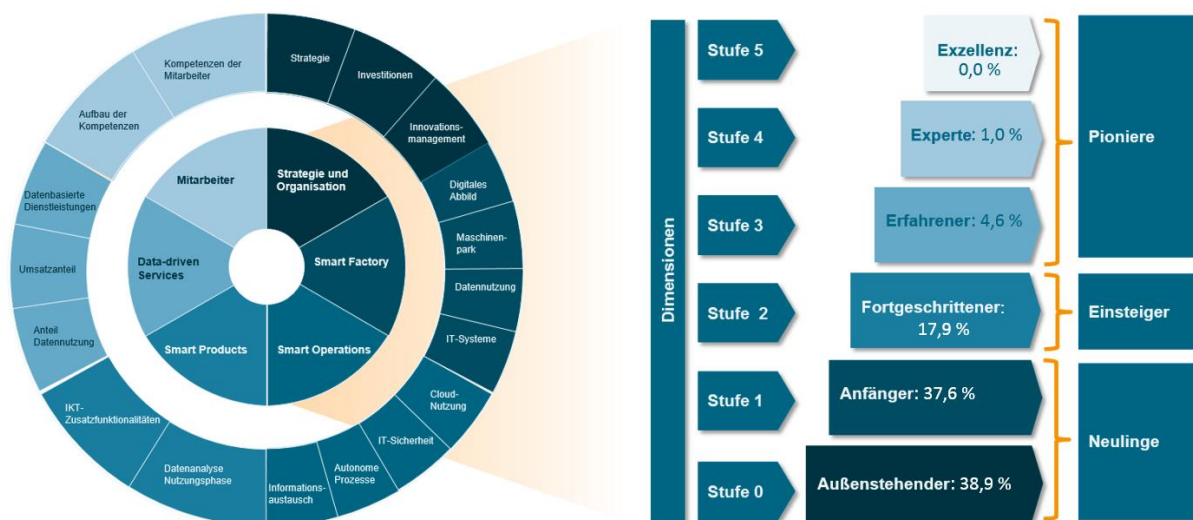 Strategie
Investitionen
Innovations-
management
Digitales
Abbild
Maschinen-
park
Datennutzung
IT-Systeme
Cloud-
Nutzung
IT-Sicherheit
Autonome
Prozesse
Informations-
austausch
Datenanalyse
Nutzungsphase
IKT-
Zusatzfunktionalitäten
Anteil
Datennutzung
Umsatzanteil
Datenbasierte
Dienstleistungen
Aufbau der
Kompetenzen
Kompetenzen der
Mitarbeiter
Strategie und
Organisation
Smart Factory
Smart Operations
Smart Products
Data-driven
Services
Mitarbeiter
Dimensionen
Stufe 5
Exzellenz:
0,0 %
Stufe 4
Experte: 1,0 %
Stufe 3
Erfahrener: 4,6 %
Pioniere
Stufe 2
Fortgeschrittener:
17,9 %
Einsteiger
Stufe 1
Anfänger: 37,6 %
Stufe 0
Außenstehender: 38,9 %
Neulinge